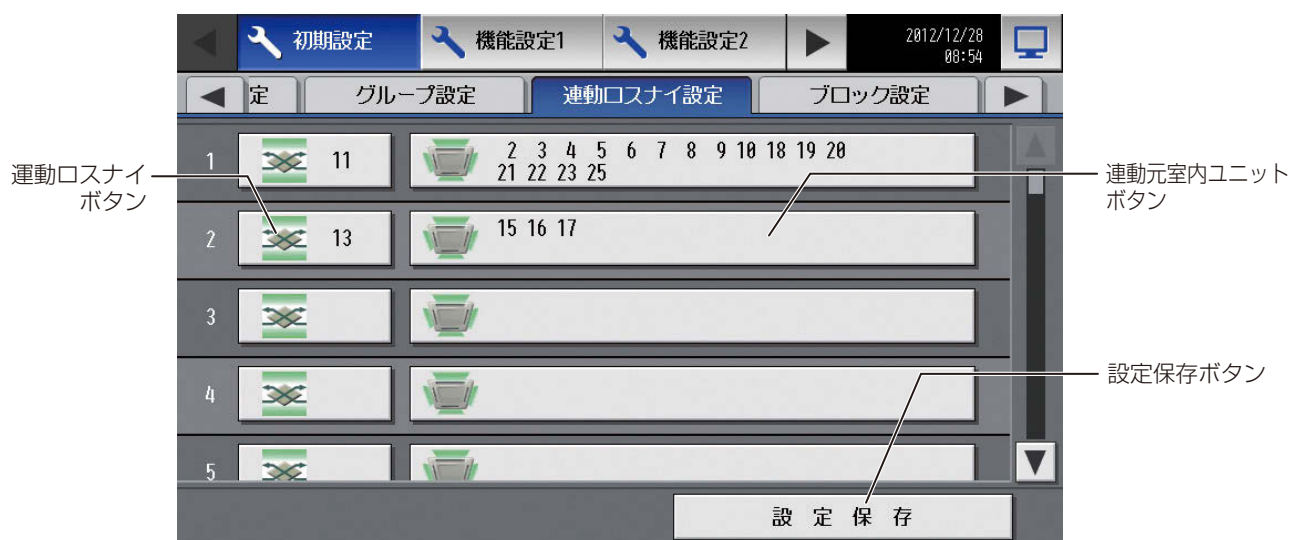 初期設定
機能設定1
機能設定2
2012/12/28
08:54
定
グループ設定
連動ロスナイ設定
ブロック設定
1
11
2 3 4 5 6 7 8 9 10 18 19 20
21 22 23 25
運動ロスナイ
ボタン
連動元室内ユニット
ボタン
2
13
15 16 17
3
4
設定保存ボタン
5
設 定 保 存